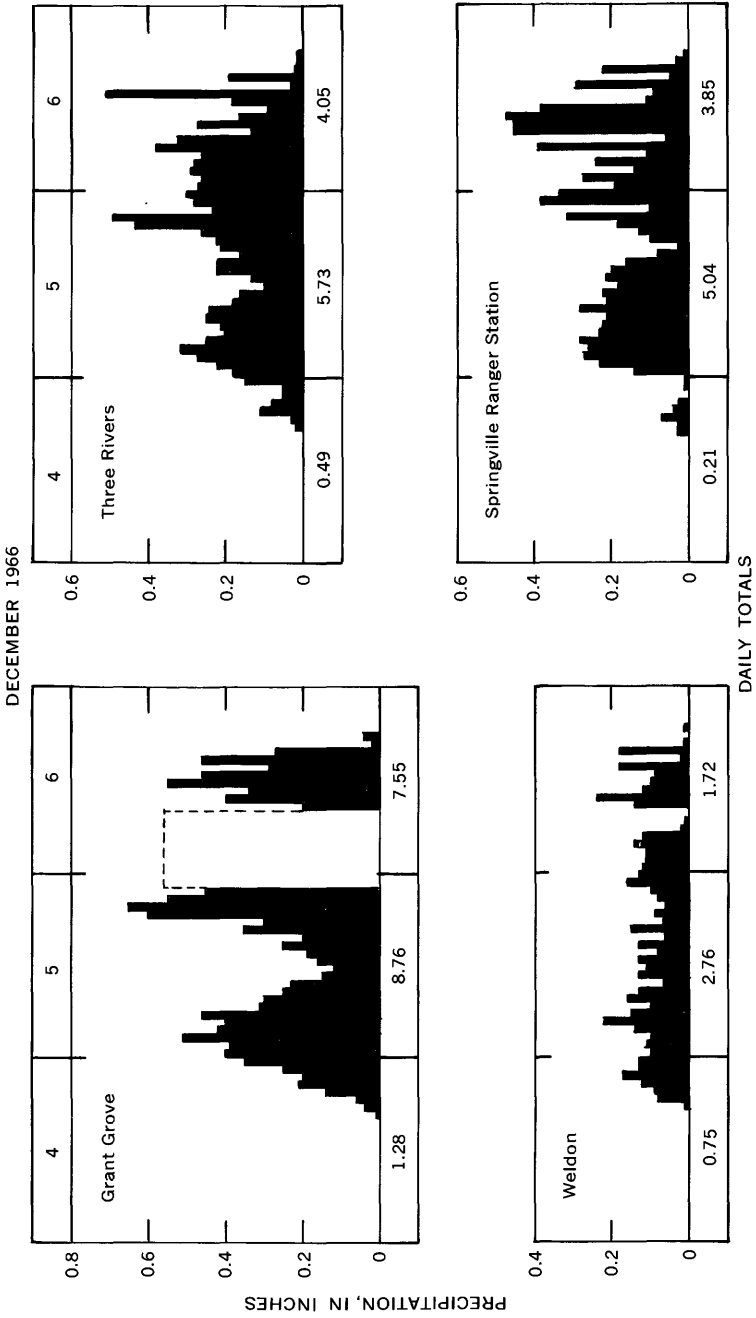 DECEMBER 1966
4 5 6
Grant Grove
0.8
0.6
0.4
0.2
0
1.28 8.76 7.55
4 5 6
Three Rivers
0.6
0.4
0.2
0
0.49 5.73 4.05
Weldon
0.4
0.2
0
0.75 2.76 1.72
Springville Ranger Station
0.6
0.4
0.2
0
0.21 5.04 3.85
PRECIPITATION, IN INCHES
DAILY TOTALS